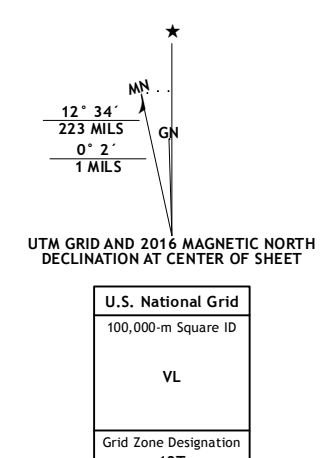 ★
MN
12° 34´
223 MILS
GN
0° 2´
1 MILS
UTM GRID AND 2016 MAGNETIC NORTH
DECLINATION AT CENTER OF SHEET
U.S. National Grid
100,000-m Square ID
VL
Grid Zone Designation